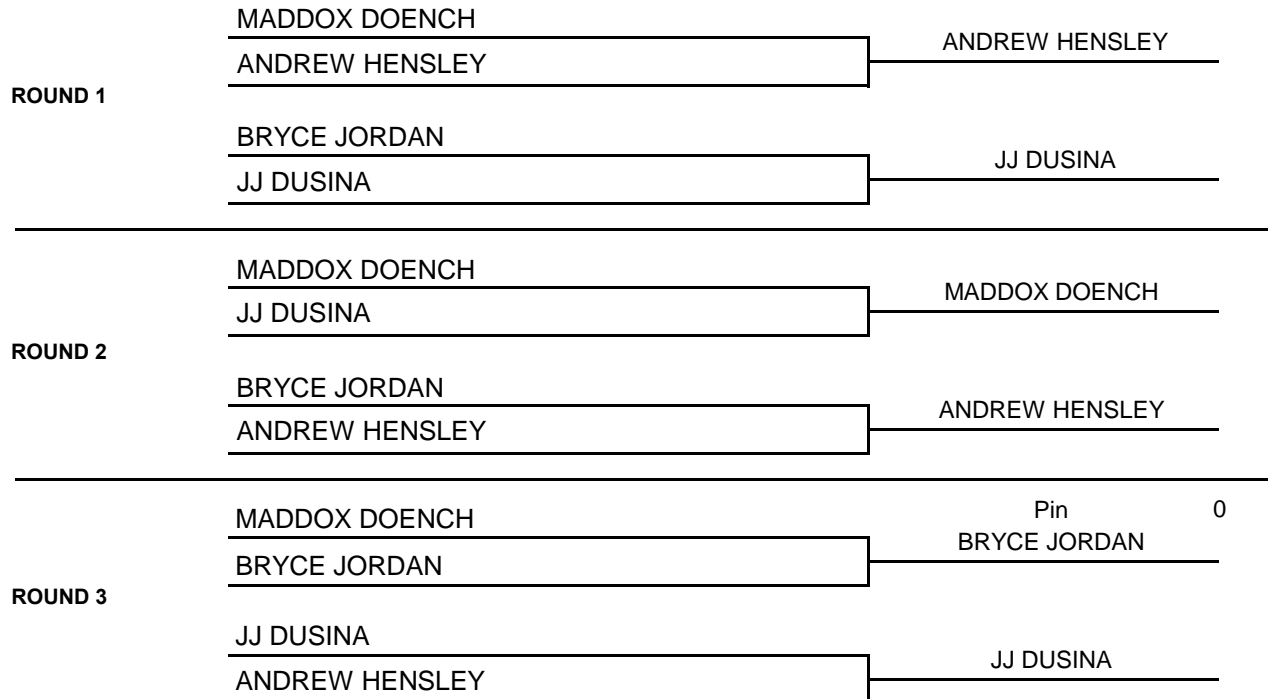 MADDOX DOENCH
ANDREW HENSLEY
ANDREW HENSLEY
ROUND 1
BRYCE JORDAN
JJ DUSINA
JJ DUSINA
MADDOX DOENCH
MADDOX DOENCH
JJ DUSINA
ROUND 2
BRYCE JORDAN
ANDREW HENSLEY
ANDREW HENSLEY
Pin 0
MADDOX DOENCH
BRYCE JORDAN
BRYCE JORDAN
ROUND 3
JJ DUSINA
JJ DUSINA
ANDREW HENSLEY